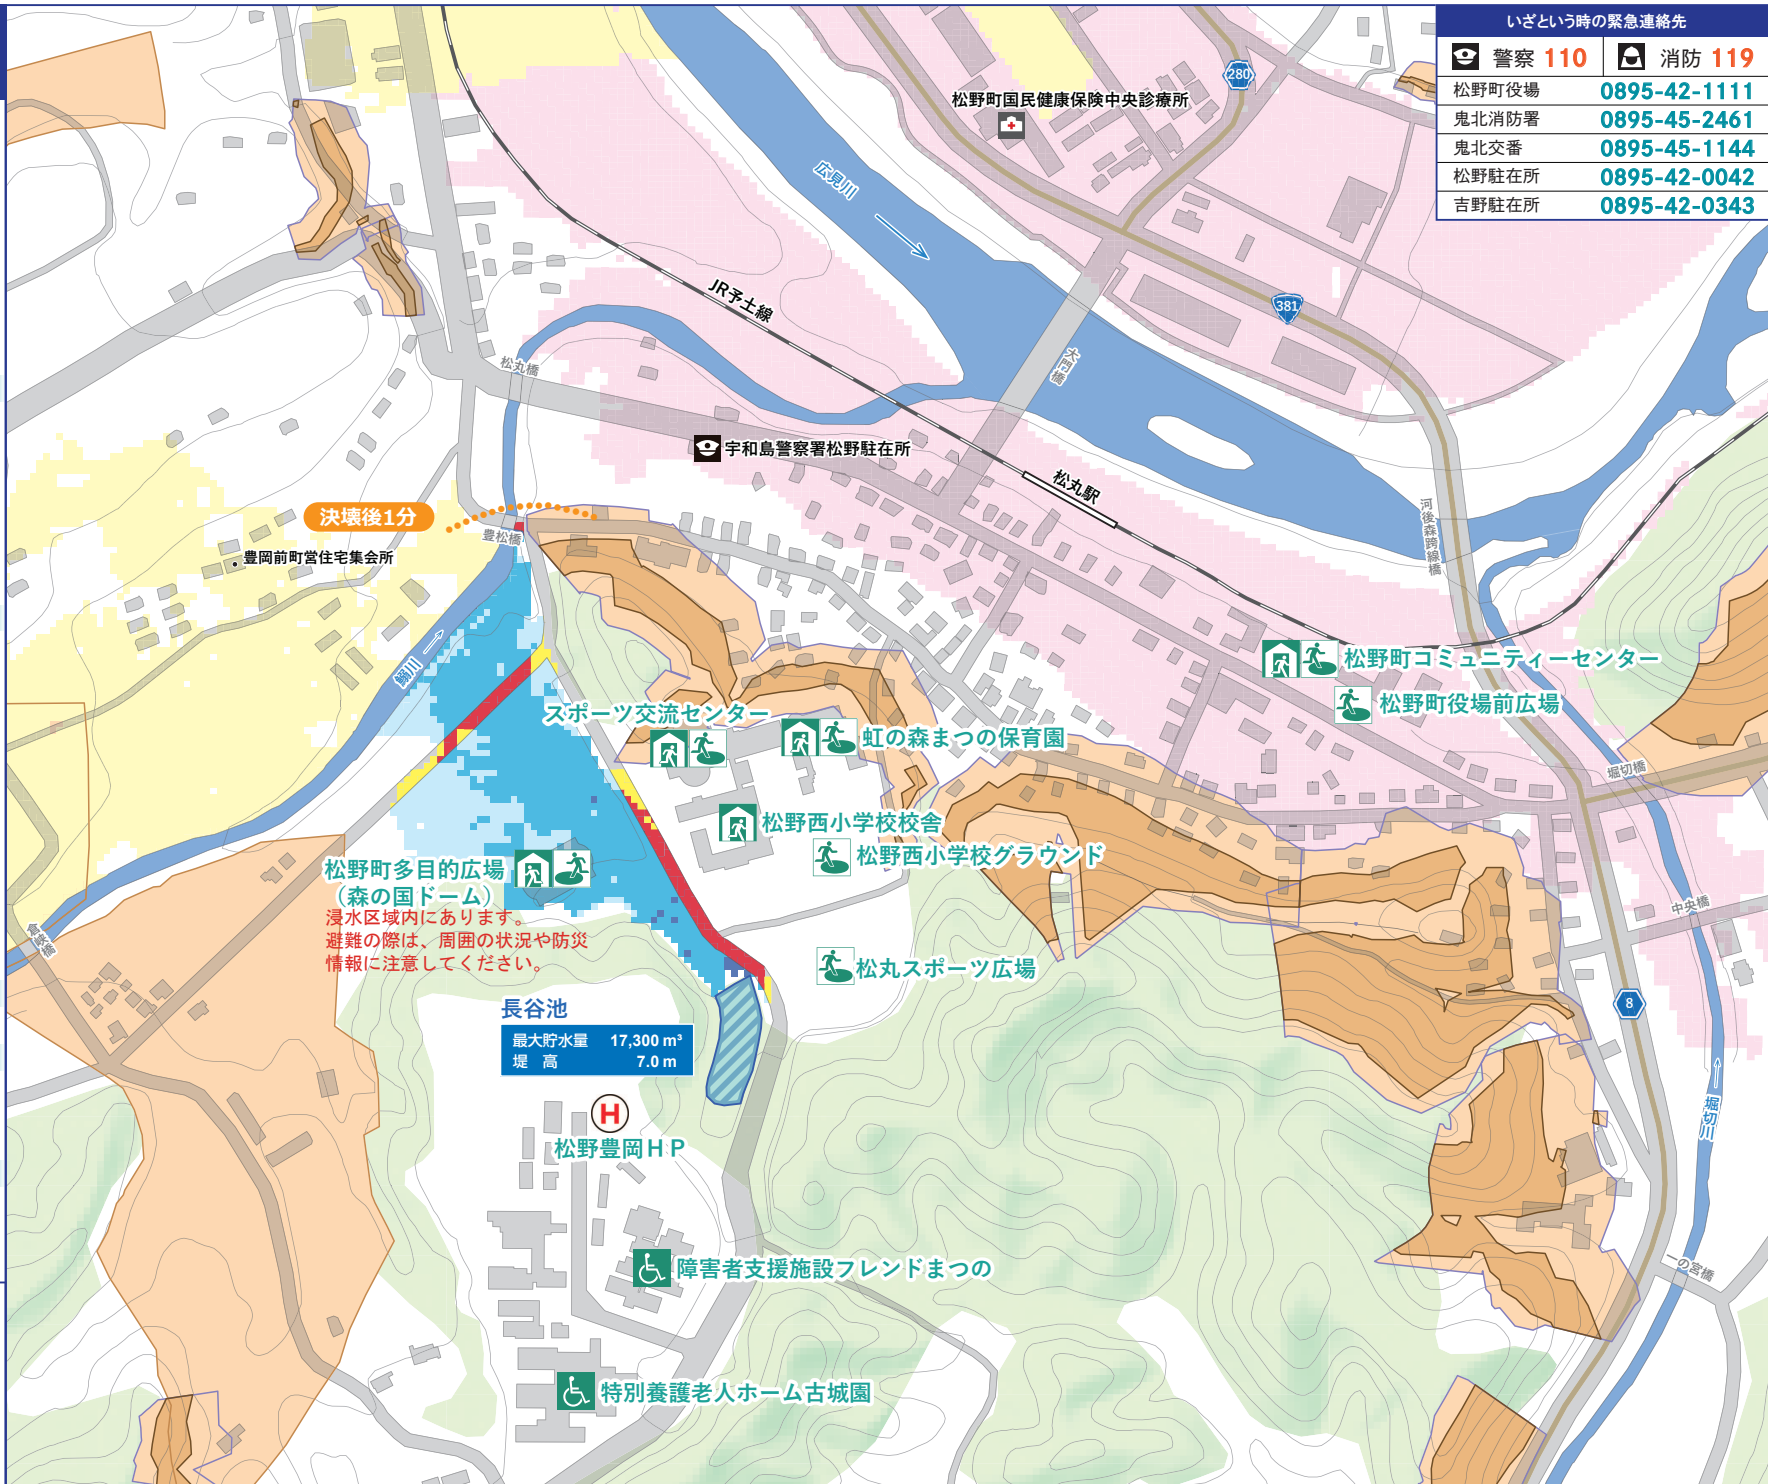 いざという時の緊急連絡先
警察 110 消防 119
松野町役場 0895-42-1111
鬼北消防署 0895-45-2461
鬼北交番 0895-45-1144
松野駐在所 0895-42-0042
吉野駐在所 0895-42-0343
280
松野町国民健康保険中央診療所
広見川
JR予土線
381
大門橋
松丸橋
宇和島警察署松野駐在所
松丸駅
決壊後1分
豊松橋
河後森跨線橋
豊岡前町営住宅集会所
鰯川
松野町コミュニティーセンター
松野町役場前広場
スポーツ交流センター
虹の森まつの保育園
堀切橋
松野西小学校校舎
松野西小学校グラウンド
松野町多目的広場
（森の国ドーム）
浸水区域内にあります。
避難の際は、周囲の状況や防災
情報に注意してください。
中央橋
松丸スポーツ広場
長谷池
最大貯水量 17,300 m³
堤 高 7.0 m
8
H
松野豊岡ＨＰ
堀切川
障害者支援施設フレンドまつの
一の宮橋
特別養護老人ホーム古城園